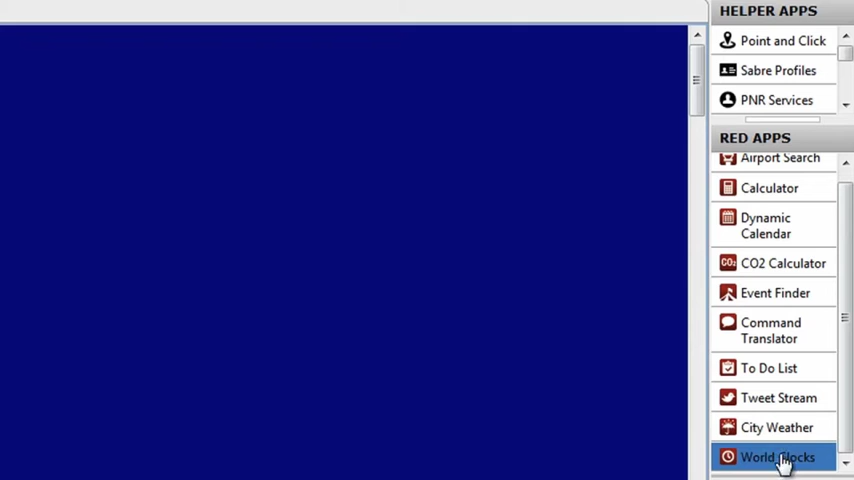 HELPER APPS
Point and Click
Sabre Profiles
PNR Services
RED APPS
Airport Search
Calculator
Dynamic
Calendar
CO2 Calculator
Event Finder
Command
Translator
To Do List
Tweet Stream
City Weather
World Clocks